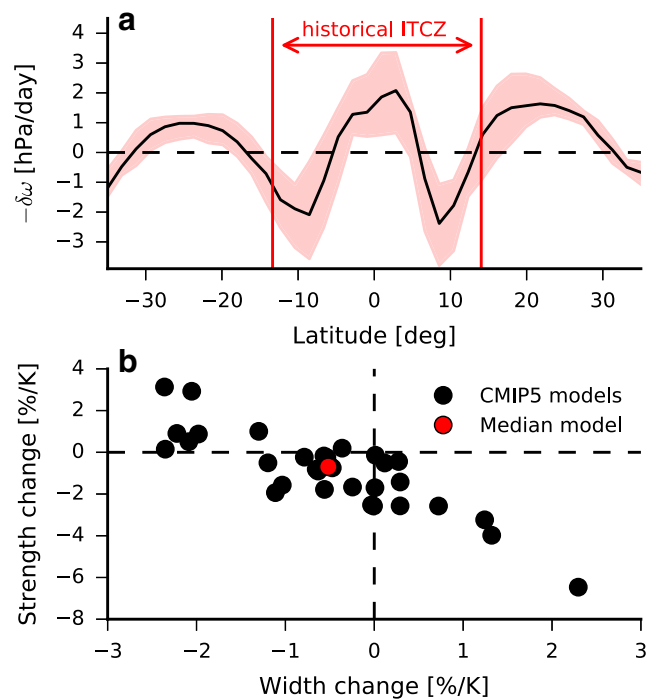 a
historical ITCZ
4
3
2
1
0
−1
−2
−3
−δω [hPa/day]
−30 −20 −10 0 10 20 30
Latitude [deg]
b
CMIP5 models
Median model
4
2
0
−2
−4
−6
−8
Strength change [%/K]
−3 −2 −1 0 1 2 3
Width change [%/K]